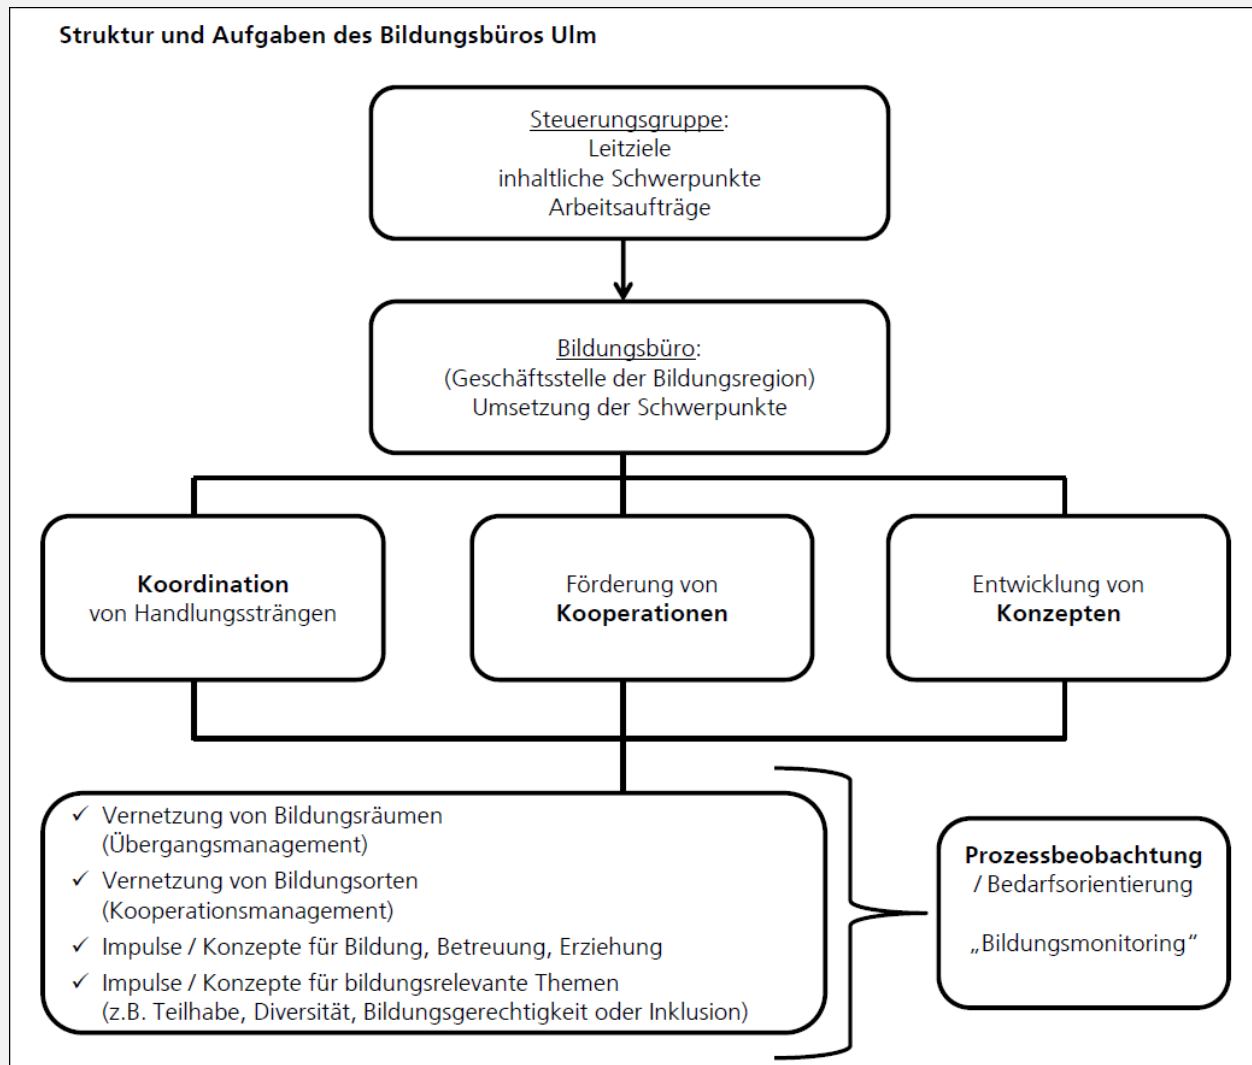 Struktur und Aufgaben des Bildungsbüros Ulm
Steuerungsgruppe:
Leitziele
inhaltliche Schwerpunkte
Arbeitsaufträge
Bildungsbüro:
(Geschäftsstelle der Bildungsregion)
Umsetzung der Schwerpunkte
Koordination
von Handlungssträngen
Förderung von
Kooperationen
Entwicklung von
Konzepten
✓ Vernetzung von Bildungsräumen
(Übergangsmanagement)
✓ Vernetzung von Bildungsorten
(Kooperationsmanagement)
✓ Impulse / Konzepte für Bildung, Betreuung, Erziehung
✓ Impulse / Konzepte für bildungsrelevante Themen
(z.B. Teilhabe, Diversität, Bildungsgerechtigkeit oder Inklusion)
Prozessbeobachtung
/ Bedarfsorientierung
„Bildungsmonitoring“